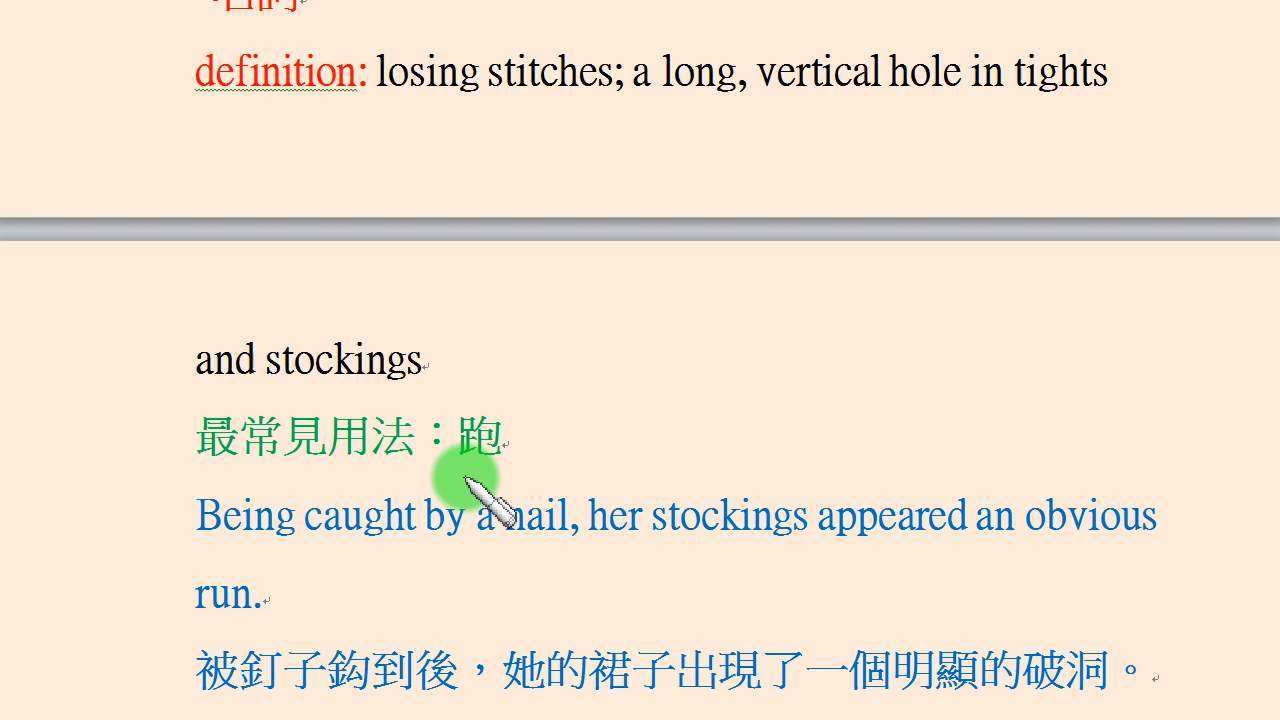 definition: losing stitches; a long, vertical hole in tights
and stockings
最常見用法：跑
Being caught by a nail, her stockings appeared an obvious
run.
被釘子鈎到後，她的裙子出現了一個明顯的破洞。